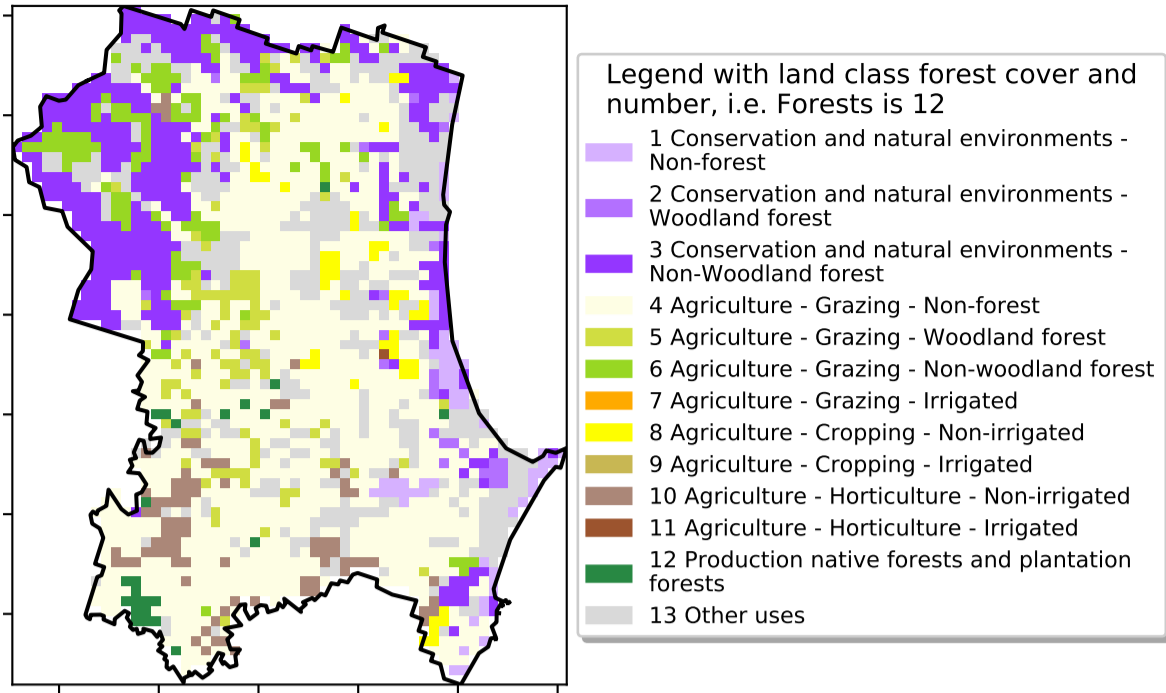 Legend with land class forest cover and
number, i.e. Forests is 12
1 Conservation and natural environments -
Non-forest
2 Conservation and natural environments -
Woodland forest
3 Conservation and natural environments -
Non-Woodland forest
4 Agriculture - Grazing - Non-forest
5 Agriculture - Grazing - Woodland forest
6 Agriculture - Grazing - Non-woodland forest
7 Agriculture - Grazing - Irrigated
8 Agriculture - Cropping - Non-irrigated
9 Agriculture - Cropping - Irrigated
10 Agriculture - Horticulture - Non-irrigated
11 Agriculture - Horticulture - Irrigated
12 Production native forests and plantation
forests
13 Other uses